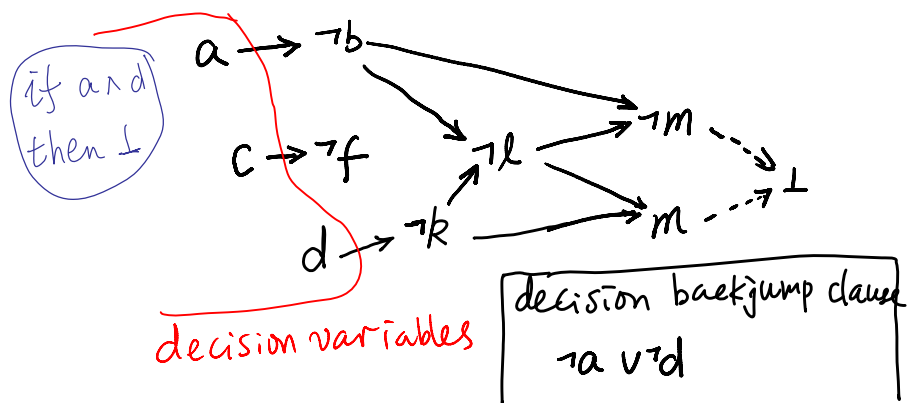 if a∧d
then ⊥
a → ¬b
c → ¬f
d → ¬k
¬l
¬m
m
⊥
decision variables
decision backjump clause
¬a ∨ ¬d